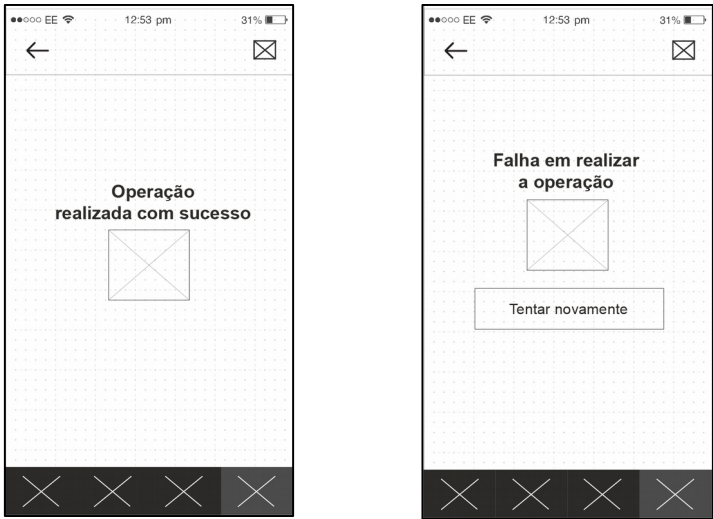 ●●○○○ EE 12:53 pm 31%
Operação
realizada com sucesso
●●○○○ EE 12:53 pm 31%
Falha em realizar
a operação
Tentar novamente